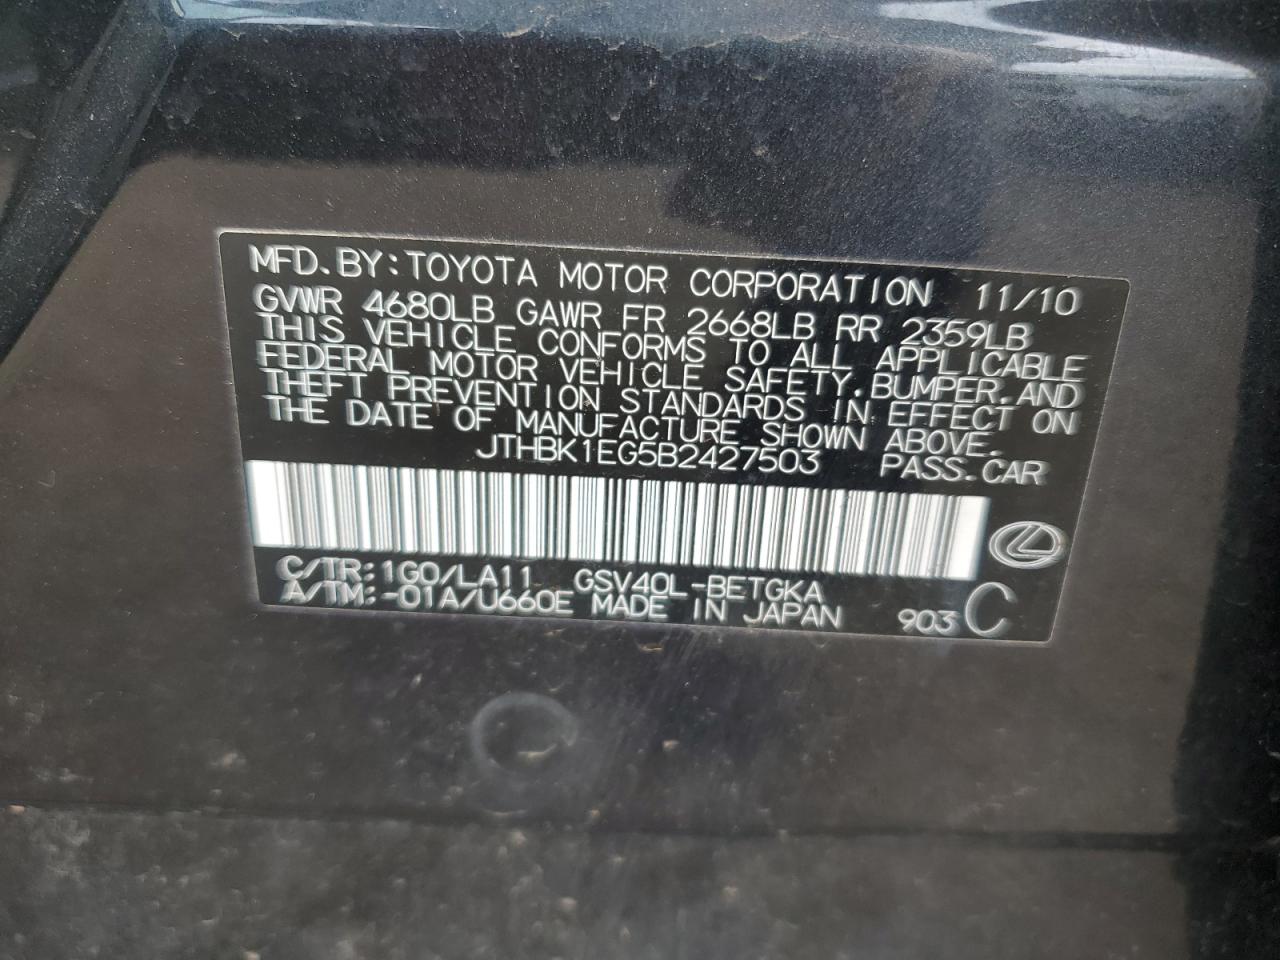 MFD.BY:TOYOTA MOTOR CORPORATION 11/10
GVWR 4680LB GAWR FR 2668LB RR 2359LB
THIS VEHICLE CONFORMS TO ALL APPLICABLE
FEDERAL MOTOR VEHICLE SAFETY,BUMPER,AND
THEFT PREVENTION STANDARDS IN EFFECT ON
THE DATE OF MANUFACTURE SHOWN ABOVE.
JTHBK1EG5B2427503 PASS.CAR
C/TR:1G0/LA11 GSV40L-BETGKA
A/TM:-01A/U660E MADE IN JAPAN 903 C